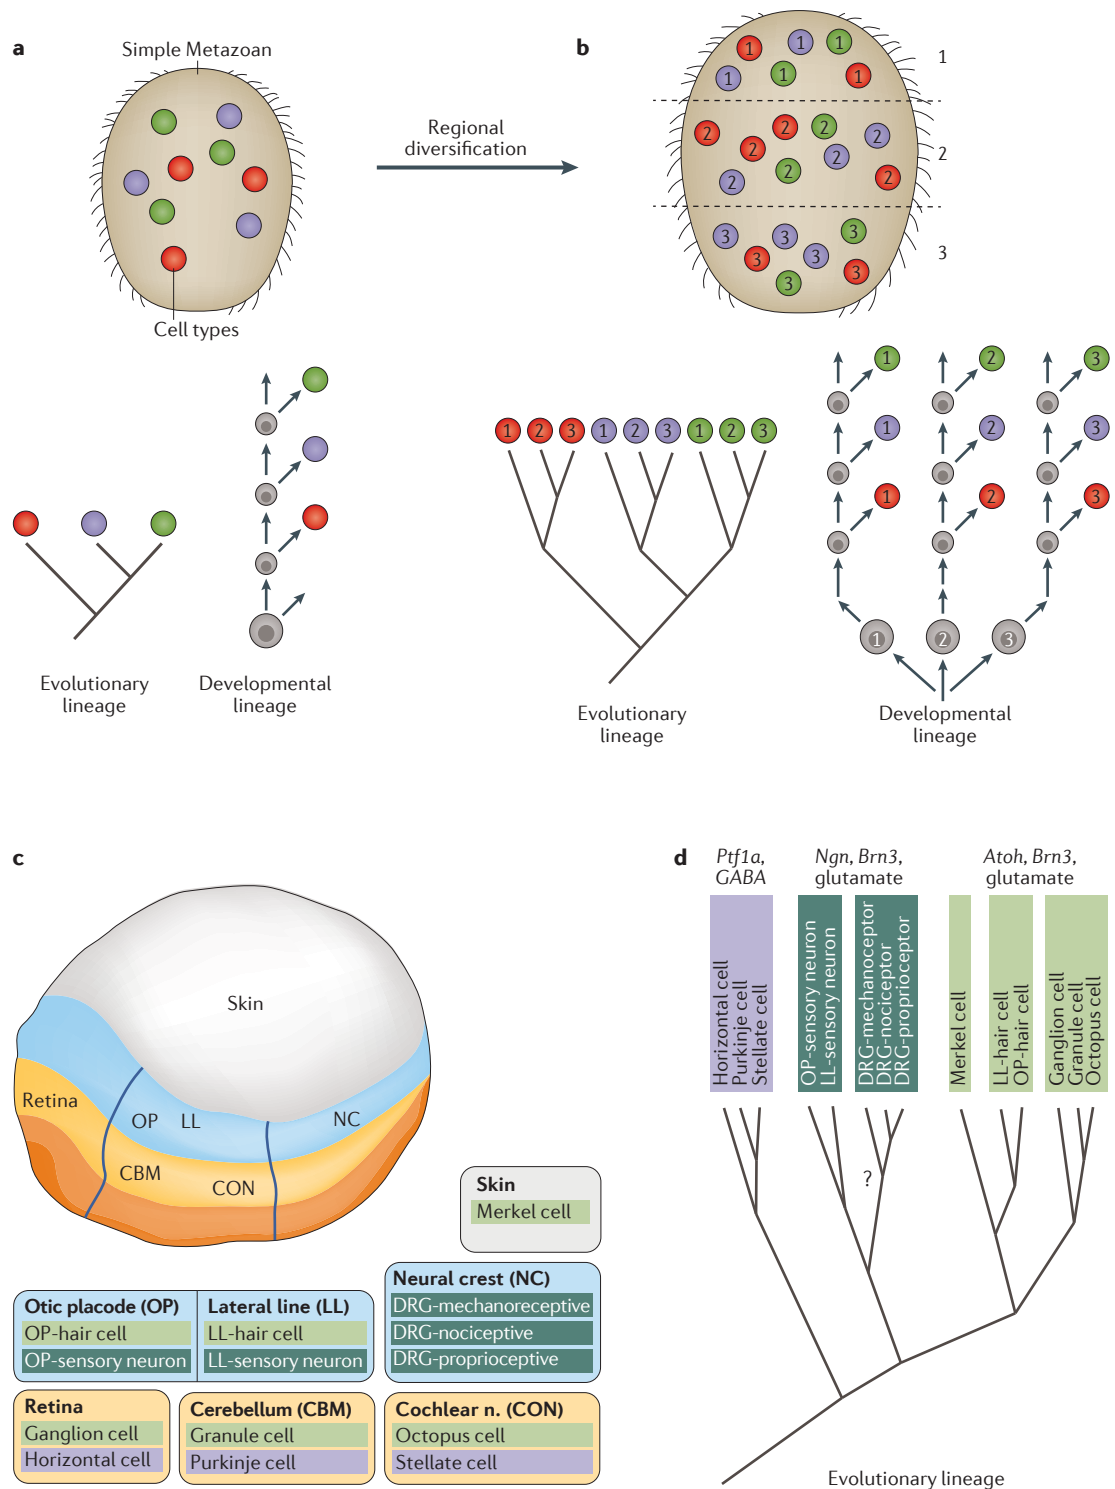 a
Simple Metazoan
Cell types
Regional
diversification
b
1 1 1
1 1 1
1
2 2 2 2
2 2
2 2 2
2
3 3 3
3 3 3
3
3
Evolutionary
lineage
Developmental
lineage
1 2 3 1 2 3 1 2 3
Evolutionary
lineage
1 2 3
1 2 3
1 2 3
1 2 3
Developmental
lineage
c
Skin
Retina
OP
LL
NC
CBM
CON
Skin
Merkel cell
Otic placode (OP)
OP-hair cell
OP-sensory neuron
Lateral line (LL)
LL-hair cell
LL-sensory neuron
Neural crest (NC)
DRG-mechanoreceptive
DRG-nociceptive
DRG-proprioceptive
Retina
Ganglion cell
Horizontal cell
Cerebellum (CBM)
Granule cell
Purkinje cell
Cochlear n. (CON)
Octopus cell
Stellate cell
d
Ptf1a,
GABA
Ngn, Brn3,
glutamate
Atoh, Brn3,
glutamate
Horizontal cell
Purkinje cell
Stellate cell
OP-sensory neuron
LL-sensory neuron
DRG-mechanoceptor
DRG-nociceptor
DRG-proprioceptor
Merkel cell
LL-hair cell
OP-hair cell
Ganglion cell
Granule cell
Octopus cell
?
Evolutionary lineage